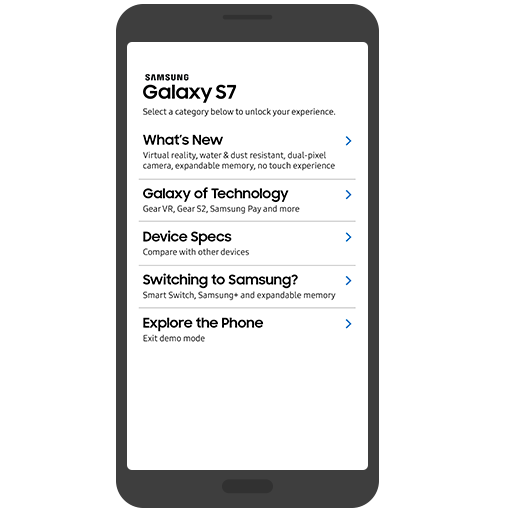 SAMSUNG
Galaxy S7
Select a category below to unlock your experience.
What's New
Virtual reality, water & dust resistant, dual-pixel
camera, expandable memory, no touch experience
Galaxy of Technology
Gear VR, Gear S2, Samsung Pay and more
Device Specs
Compare with other devices
Switching to Samsung?
Smart Switch, Samsung+ and expandable memory
Explore the Phone
Exit demo mode